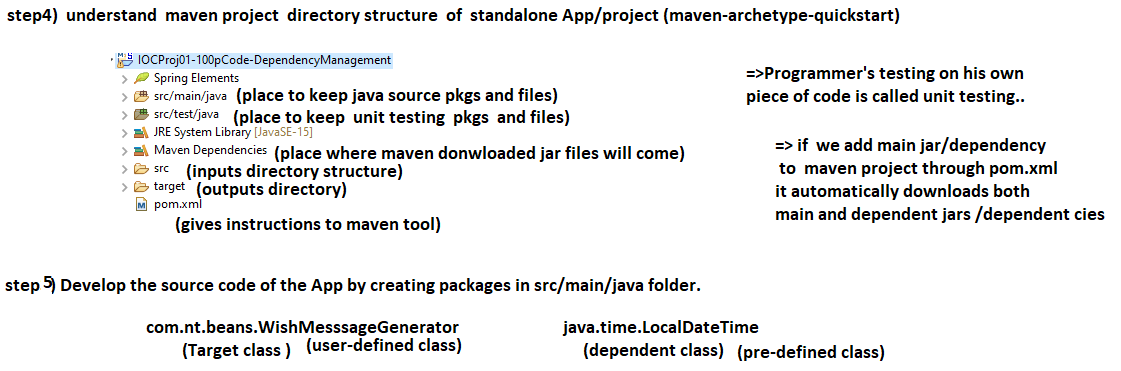 step4) understand maven project directory structure of standalone App/project (maven-archetype-quickstart)
IOCProj01-100pCode-DependencyManagement
Spring Elements
src/main/java (place to keep java source pkgs and files)
src/test/java (place to keep unit testing pkgs and files)
JRE System Library [JavaSE-15]
Maven Dependencies (place where maven donwloaded jar files will come)
src (inputs directory structure)
target (outputs directory)
pom.xml
(gives instructions to maven tool)
=>Programmer's testing on his own
piece of code is called unit testing..
=> if we add main jar/dependency
to maven project through pom.xml
it automatically downloads both
main and dependent jars /dependent cies
step 5) Develop the source code of the App by creating packages in src/main/java folder.
com.nt.beans.WishMesssageGenerator
(Target class ) (user-defined class)
java.time.LocalDateTime
(dependent class) (pre-defined class)